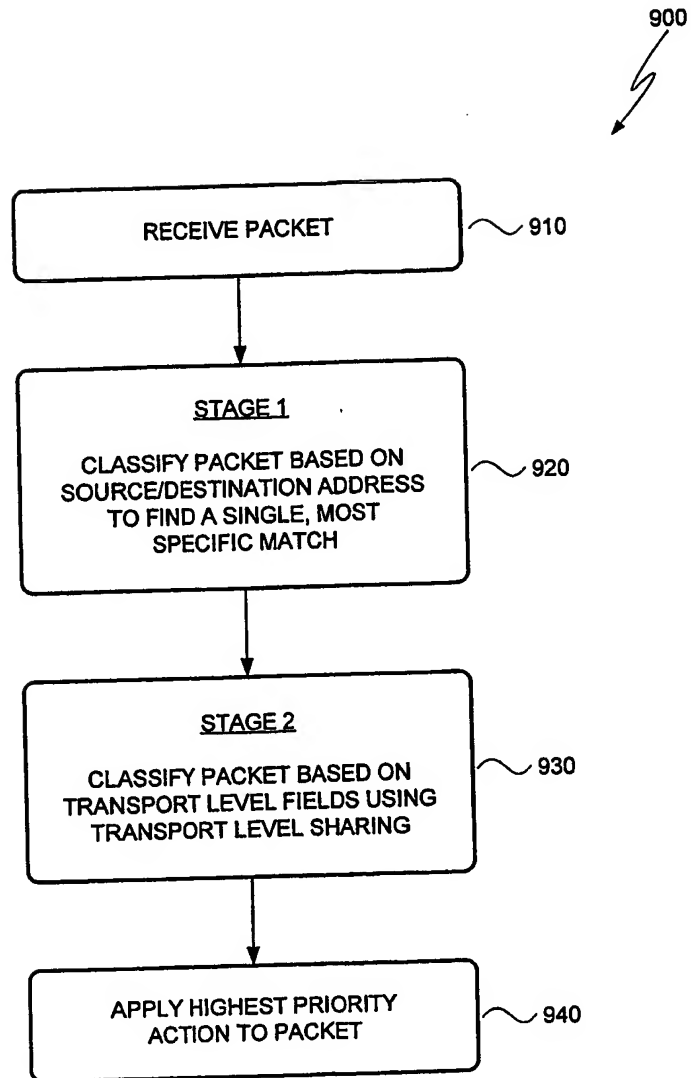 900
RECEIVE PACKET
910
STAGE 1
CLASSIFY PACKET BASED ON
SOURCE/DESTINATION ADDRESS
TO FIND A SINGLE, MOST
SPECIFIC MATCH
920
STAGE 2
CLASSIFY PACKET BASED ON
TRANSPORT LEVEL FIELDS USING
TRANSPORT LEVEL SHARING
930
APPLY HIGHEST PRIORITY
ACTION TO PACKET
940